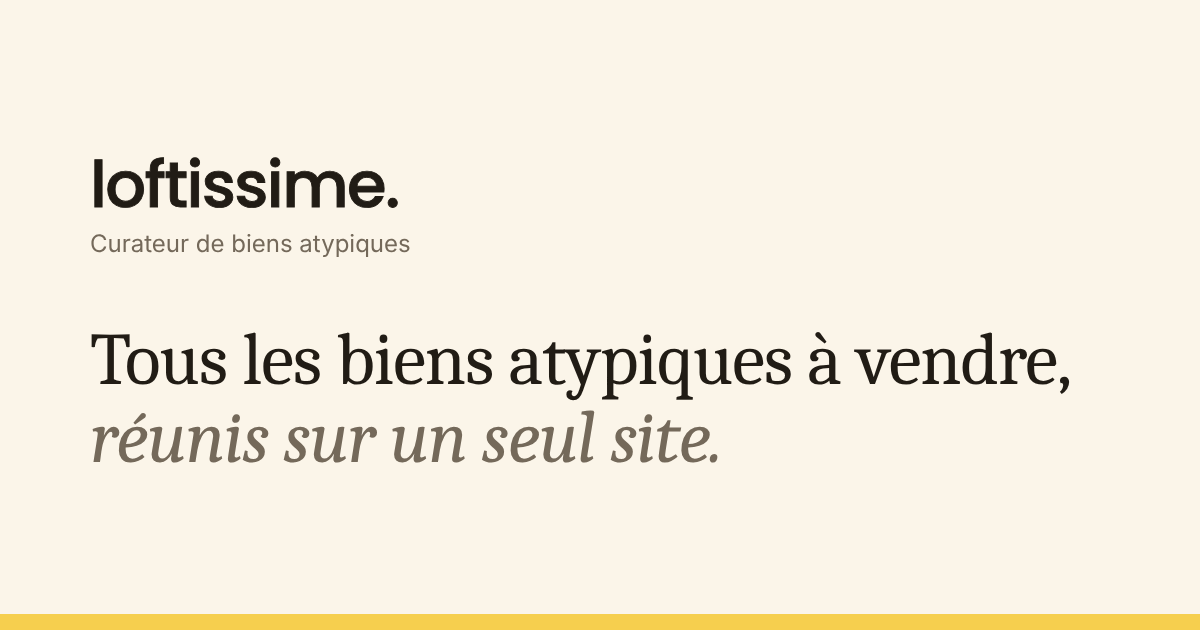 loftissime.
Curateur de biens atypiques
Tous les biens atypiques à vendre,
réunis sur un seul site.